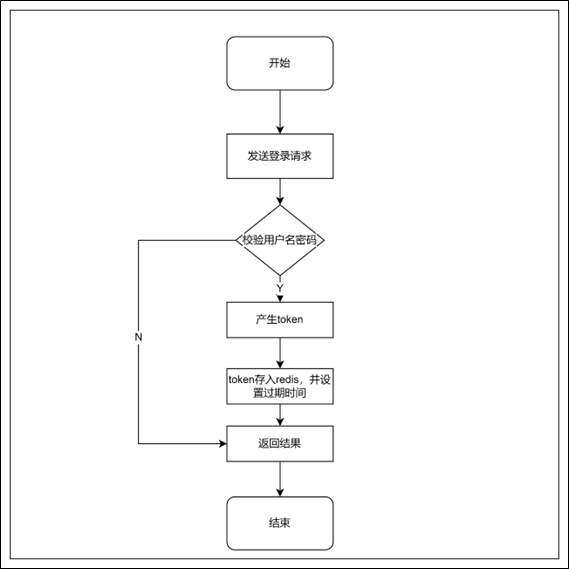 开始
发送登录请求
校验用户名密码
Y
产生token
N
token存入redis，并设
置过期时间
返回结果
结束